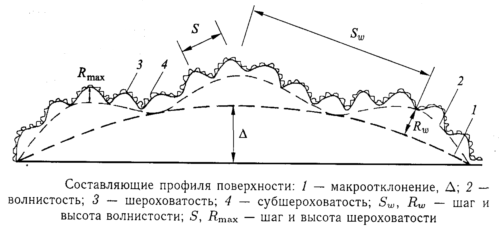 S
S_w
R_max
3
4
2
1
R_w
Δ
Составляющие профиля поверхности: 1 — макроотклонение, Δ; 2 —
волнистость; 3 — шероховатость; 4 — субшероховатость; S_w, R_w — шаг и
высота волнистости; S, R_max — шаг и высота шероховатости